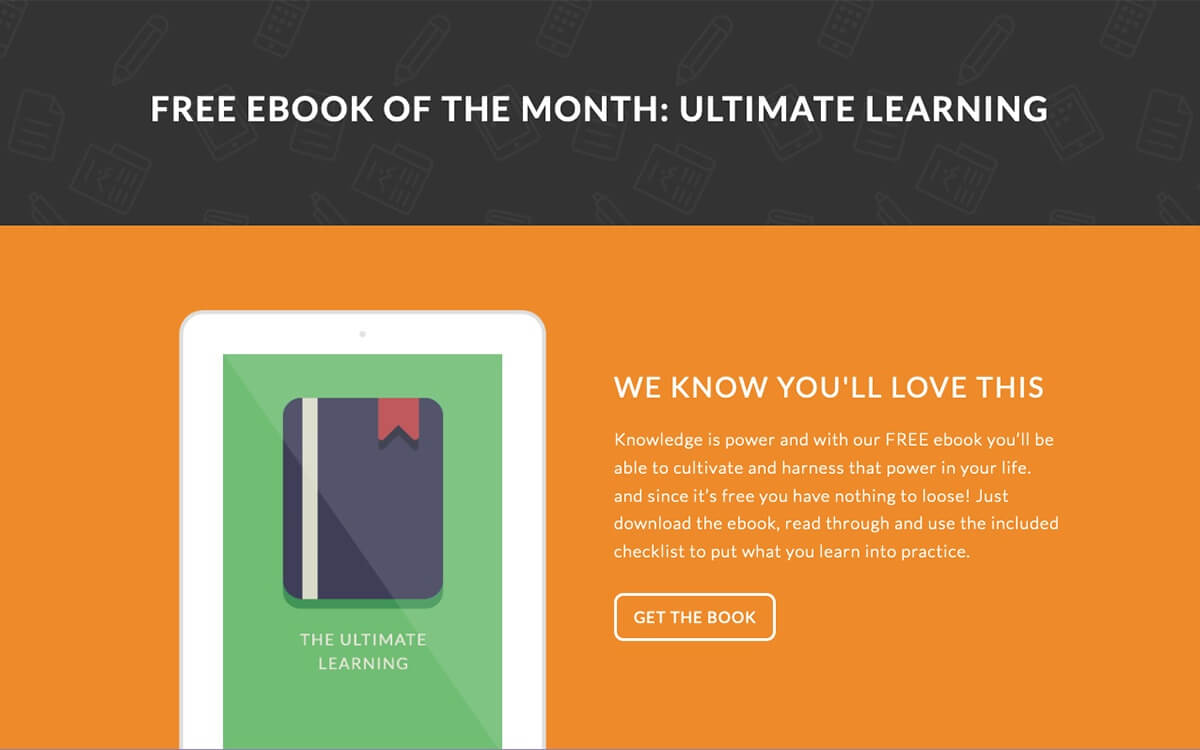 FREE EBOOK OF THE MONTH: ULTIMATE LEARNING
WE KNOW YOU'LL LOVE THIS
Knowledge is power and with our FREE ebook you’ll be
able to cultivate and harness that power in your life.
and since it’s free you have nothing to loose! Just
download the ebook, read through and use the included
checklist to put what you learn into practice.
GET THE BOOK
THE ULTIMATE
LEARNING